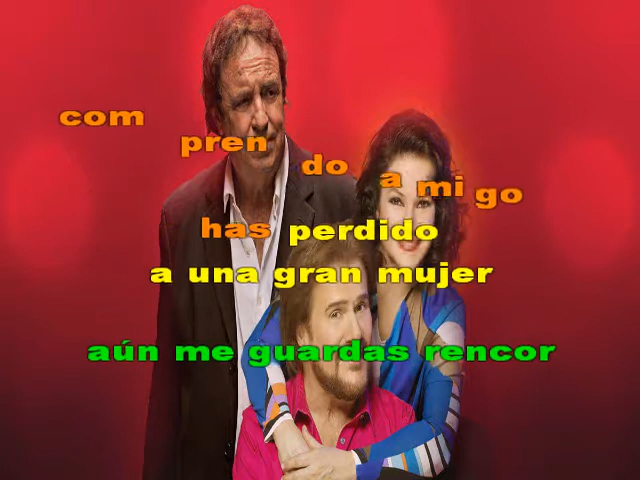 com pren do a mi go
has perdido
a una gran mujer
aún me guardas rencor